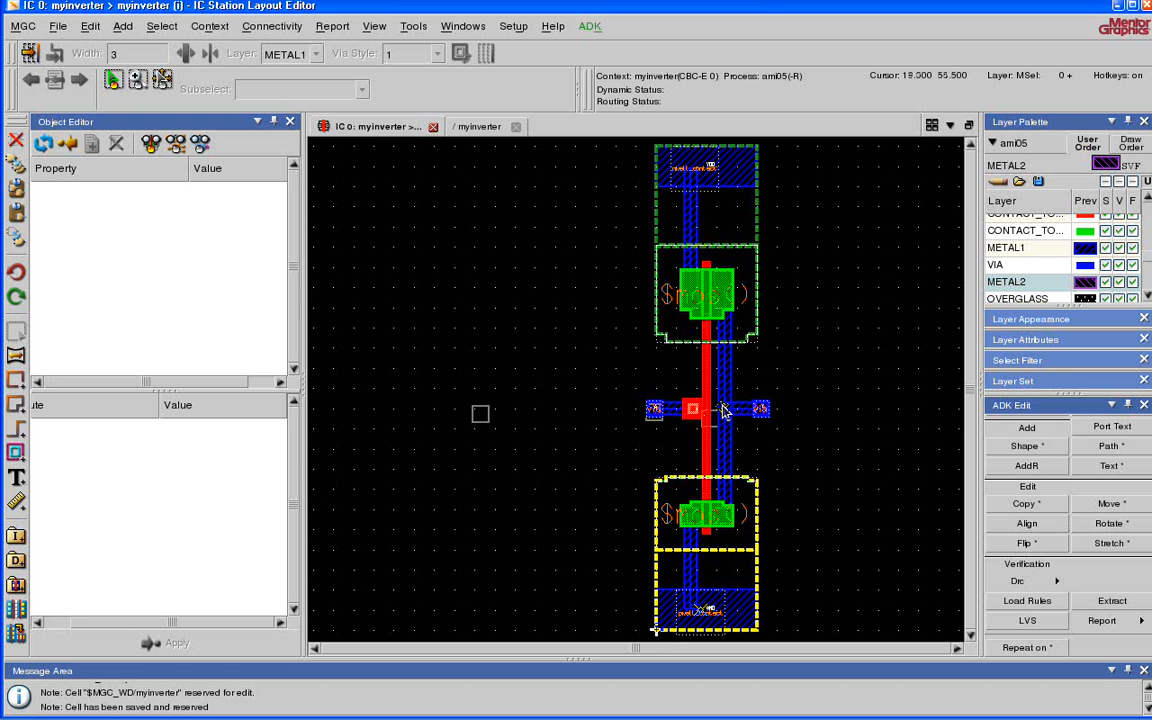 IC 0: myinverter > myinverter (i) - IC Station Layout Editor
MGC File Edit Add Select Context Connectivity Report View Tools Windows Setup Help ADK
Mentor Graphics
Width: 3 Layer: METAL1 Via Style: 1
Subselect:
Context: myinverter(CBC-E 0) Process: ami05(-R) Cursor: 19.000 55.500 Layer: MSel: 0 + Hotkeys: on
Dynamic Status:
Routing Status:
Object Editor
Property Value
ute Value
Apply
IC 0: myinverter >... / myinverter
$m )
$m )
Layer Palette
ami05 User Order Draw Order
METAL2 SVF
Layer Prev S V F U
CONTACT_TO...
CONTACT_TO...
METAL1
VIA
METAL2
OVERGLASS
Layer Appearance
Layer Attributes
Select Filter
Layer Set
ADK Edit
Add Port Text
Shape * Path *
AddR Text *
Edit
Copy * Move *
Align Rotate *
Flip * Stretch *
Verification
Drc
Load Rules Extract
LVS Report
Repeat on *
Message Area
Note: Cell "$MGC_WD/myinverter" reserved for edit.
Note: Cell has been saved and reserved